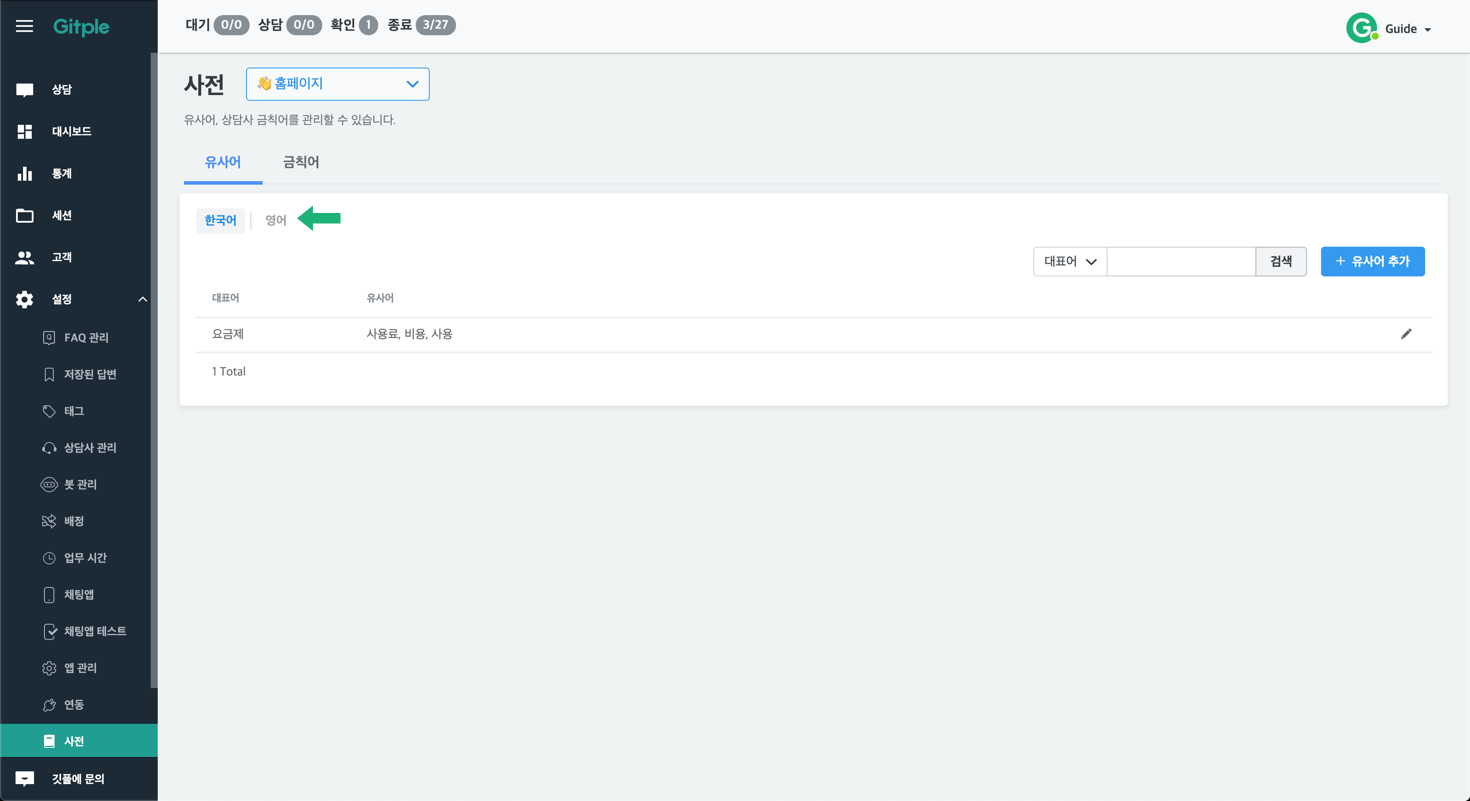 Gitple
대기 0/0 상담 0/0 확인 1 종료 3/27
Guide
상담
대시보드
통계
세션
고객
설정
FAQ 관리
저장된 답변
태그
상담사 관리
봇 관리
배정
업무 시간
채팅앱
채팅앱 테스트
앱 관리
연동
사전
깃플에 문의
사전
👋 홈페이지
유사어, 상담사 금칙어를 관리할 수 있습니다.
유사어 금칙어
한국어 영어
대표어 검색 + 유사어 추가
대표어 유사어
요금제 사용료, 비용, 사용
1 Total